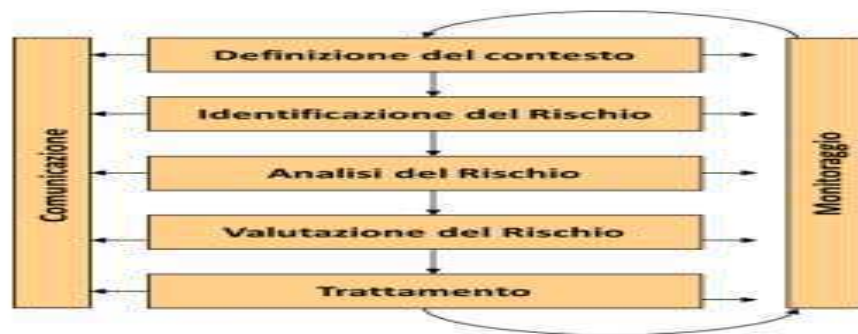 Definizione del contesto
Identificazione del Rischio
Analisi del Rischio
Valutazione del Rischio
Trattamento
Comunicazione
Monitoraggio